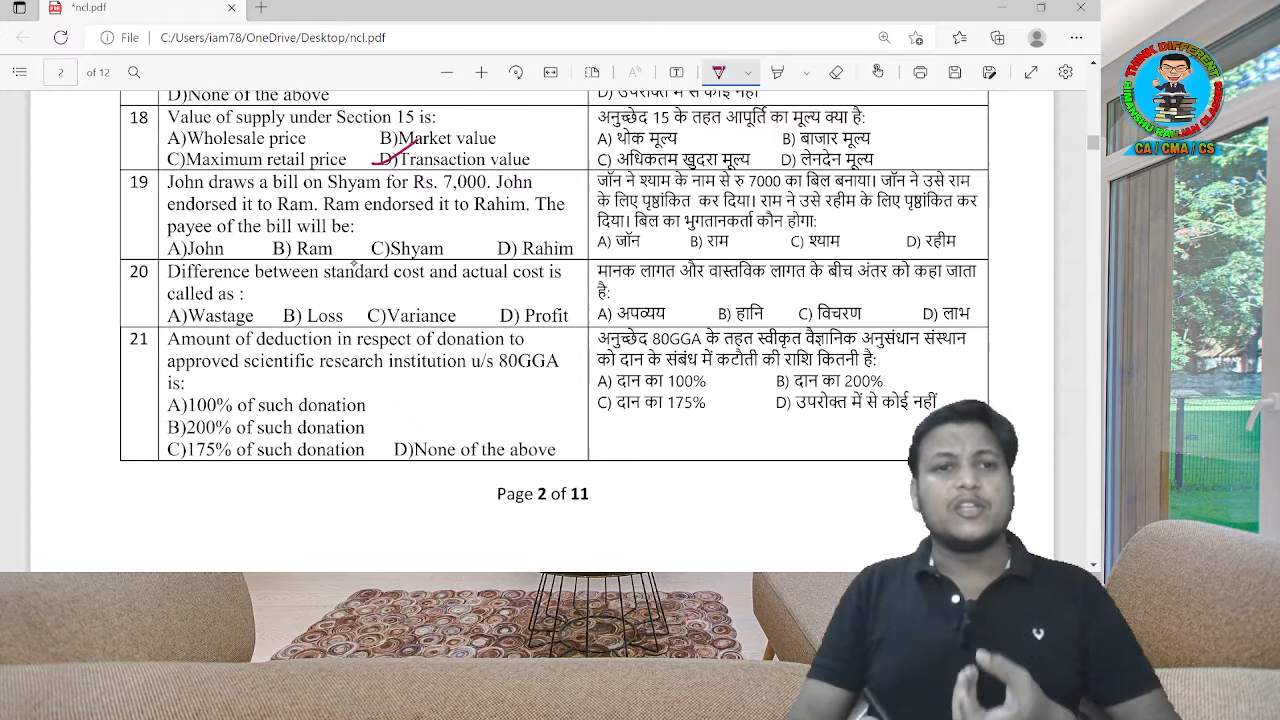 *ncl.pdf
File C:/Users/iam78/OneDrive/Desktop/ncl.pdf
2 of 12
D)None of the above
D) उपरोक्त में से कोई नहीं
18 Value of supply under Section 15 is:
A)Wholesale price B)Market value
C)Maximum retail price D)Transaction value
अनुच्छेद 15 के तहत आपूर्ति का मूल्य क्या है:
A) थोक मूल्य B) बाजार मूल्य
C) अधिकतम खुदरा मूल्य D) लेनदेन मूल्य
19 John draws a bill on Shyam for Rs. 7,000. John
endorsed it to Ram. Ram endorsed it to Rahim. The
payee of the bill will be:
A)John B) Ram C)Shyam D) Rahim
जॉन ने श्याम के नाम से रु 7000 का बिल बनाया। जॉन ने उसे राम
के लिए पृष्ठांकित कर दिया। राम ने उसे रहीम के लिए पृष्ठांकित कर
दिया। बिल का भुगतानकर्ता कौन होगा:
A) जॉन B) राम C) श्याम D) रहीम
20 Difference between standard cost and actual cost is
called as :
A)Wastage B) Loss C)Variance D) Profit
मानक लागत और वास्तविक लागत के बीच अंतर को कहा जाता
है:
A) अपव्यय B) हानि C) विचरण D) लाभ
21 Amount of deduction in respect of donation to
approved scientific research institution u/s 80GGA
is:
A)100% of such donation
B)200% of such donation
C)175% of such donation D)None of the above
अनुच्छेद 80GGA के तहत स्वीकृत वैज्ञानिक अनुसंधान संस्थान
को दान के संबंध में कटौती की राशि कितनी है:
A) दान का 100% B) दान का 200%
C) दान का 175% D) उपरोक्त में से कोई नहीं
Page 2 of 11
THINK DIFFERENT
HIMANSHU RANJAN CLASSES
CA / CMA / CS